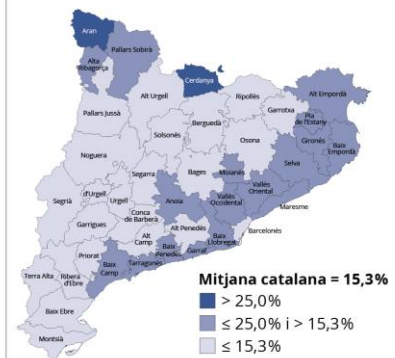 Aran
Pallars Sobirà
Alta
Ribagorça
Cerdanya
Alt Urgell
Ripollès
Alt Empordà
Garrotxa
Pla
de l'Estany
Pallars Jussà
Berguedà
Solsonès
Osona
Gironès
Baix
Empordà
Noguera
Selva
Bages
Moianès
Segarra
Vallès
Oriental
Anoia
Vallès
Occidental
Maresme
Segrià
d'Urgell
Urgell
Conca
de Barberà
Alt Penedès
Baix
Llobregat
Barcelonès
Garrigues
Alt
Camp
Baix
Penedès
Garraf
Priorat
Baix
Camp
Tarragonès
Terra Alta
Ribera
d'Ebre
Baix Ebre
Montsià
Mitjana catalana = 15,3%
> 25,0%
≤ 25,0% i > 15,3%
≤ 15,3%